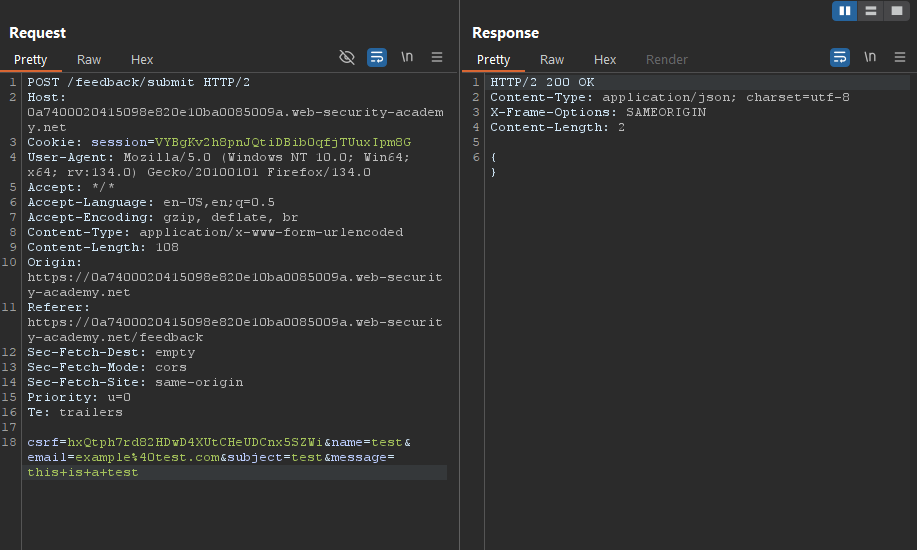 Request
Pretty Raw Hex \n
1 POST /feedback/submit HTTP/2
2 Host:
0a7400020415098e820e10ba0085009a.web-security-academ
y.net
3 Cookie: session=VYBgKv2h8pnJQtiDBib0qfjTUuxIpm8G
4 User-Agent: Mozilla/5.0 (Windows NT 10.0; Win64;
x64; rv:134.0) Gecko/20100101 Firefox/134.0
5 Accept: */*
6 Accept-Language: en-US,en;q=0.5
7 Accept-Encoding: gzip, deflate, br
8 Content-Type: application/x-www-form-urlencoded
9 Content-Length: 108
10 Origin:
https://0a7400020415098e820e10ba0085009a.web-securit
y-academy.net
11 Referer:
https://0a7400020415098e820e10ba0085009a.web-securit
y-academy.net/feedback
12 Sec-Fetch-Dest: empty
13 Sec-Fetch-Mode: cors
14 Sec-Fetch-Site: same-origin
15 Priority: u=0
16 Te: trailers
17
18 csrf=hxQtph7rd82HDwD4XUtCHeUDCnx5SZWi&name=test&
email=example%40test.com&subject=test&message=
this+is+a+test
Response
Pretty Raw Hex Render \n
1 HTTP/2 200 OK
2 Content-Type: application/json; charset=utf-8
3 X-Frame-Options: SAMEORIGIN
4 Content-Length: 2
5
6 {
}